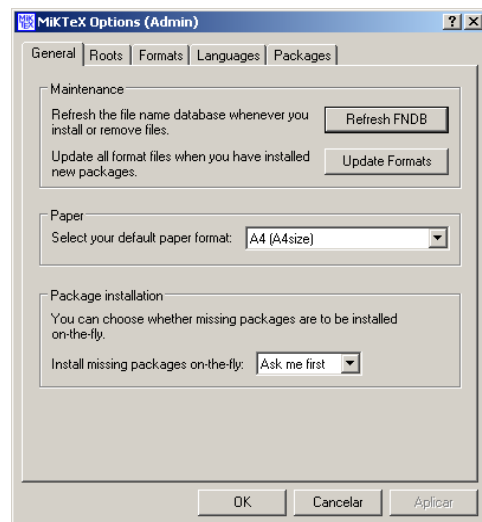 MiKTeX Options (Admin)
General Roots Formats Languages Packages
Maintenance
Refresh the file name database whenever you
install or remove files.
Refresh FNDB
Update all format files when you have installed
new packages.
Update Formats
Paper
Select your default paper format: A4 (A4size)
Package installation
You can choose whether missing packages are to be installed
on-the-fly.
Install missing packages on-the-fly: Ask me first
OK Cancelar Aplicar